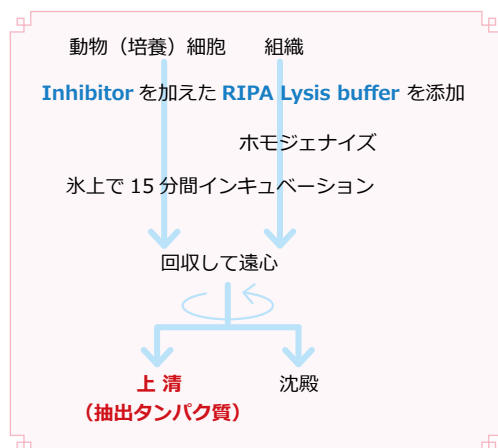 動物（培養）細胞　組織
Inhibitor を加えた RIPA Lysis buffer を添加
ホモジェナイズ
氷上で 15 分間インキュベーション
回収して遠心
上 清　沈殿
（抽出タンパク質）